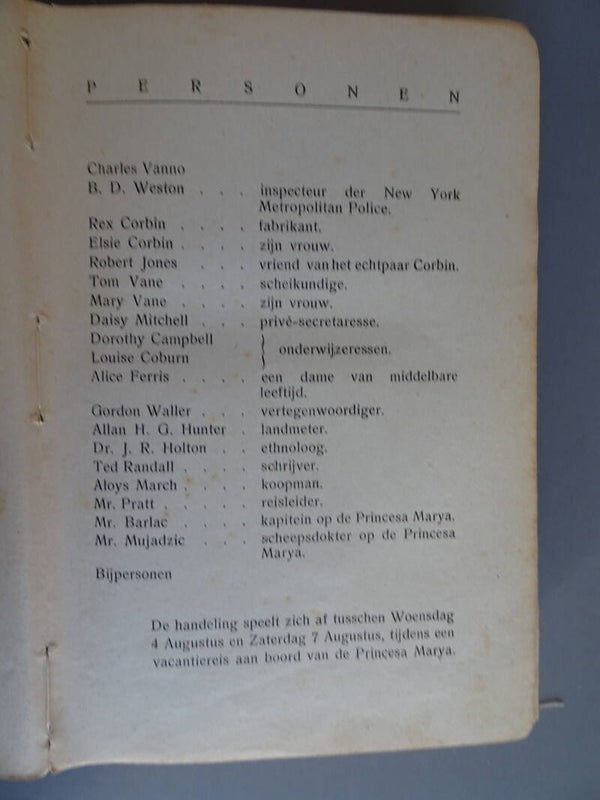 PERSONEN
Charles Vanno
B. D. Weston . . . inspecteur der New York
Metropolitan Police.
Rex Corbin . . . . fabrikant.
Elsie Corbin . . . . zijn vrouw.
Robert Jones . . . vriend van het echtpaar Corbin.
Tom Vane . . . . scheikundige.
Mary Vane . . . . zijn vrouw.
Daisy Mitchell . . . privé-secretaresse.
Dorothy Campbell
Louise Coburn } onderwijzeressen.
Alice Ferris . . . . een dame van middelbare
leeftijd.
Gordon Waller . . . vertegenwoordiger.
Allan H. G. Hunter . landmeter.
Dr. J. R. Holton . . ethnoloog.
Ted Randall . . . . schrijver.
Aloys March . . . . koopman.
Mr. Pratt . . . . . reisleider.
Mr. Barlac . . . . kapitein op de Princesa Marya.
Mr. Mujadzic . . . scheepsdokter op de Princesa
Marya.
Bijpersonen
De handeling speelt zich af tusschen Woensdag
4 Augustus en Zaterdag 7 Augustus, tijdens een
vacantiereis aan boord van de Princesa Marya.